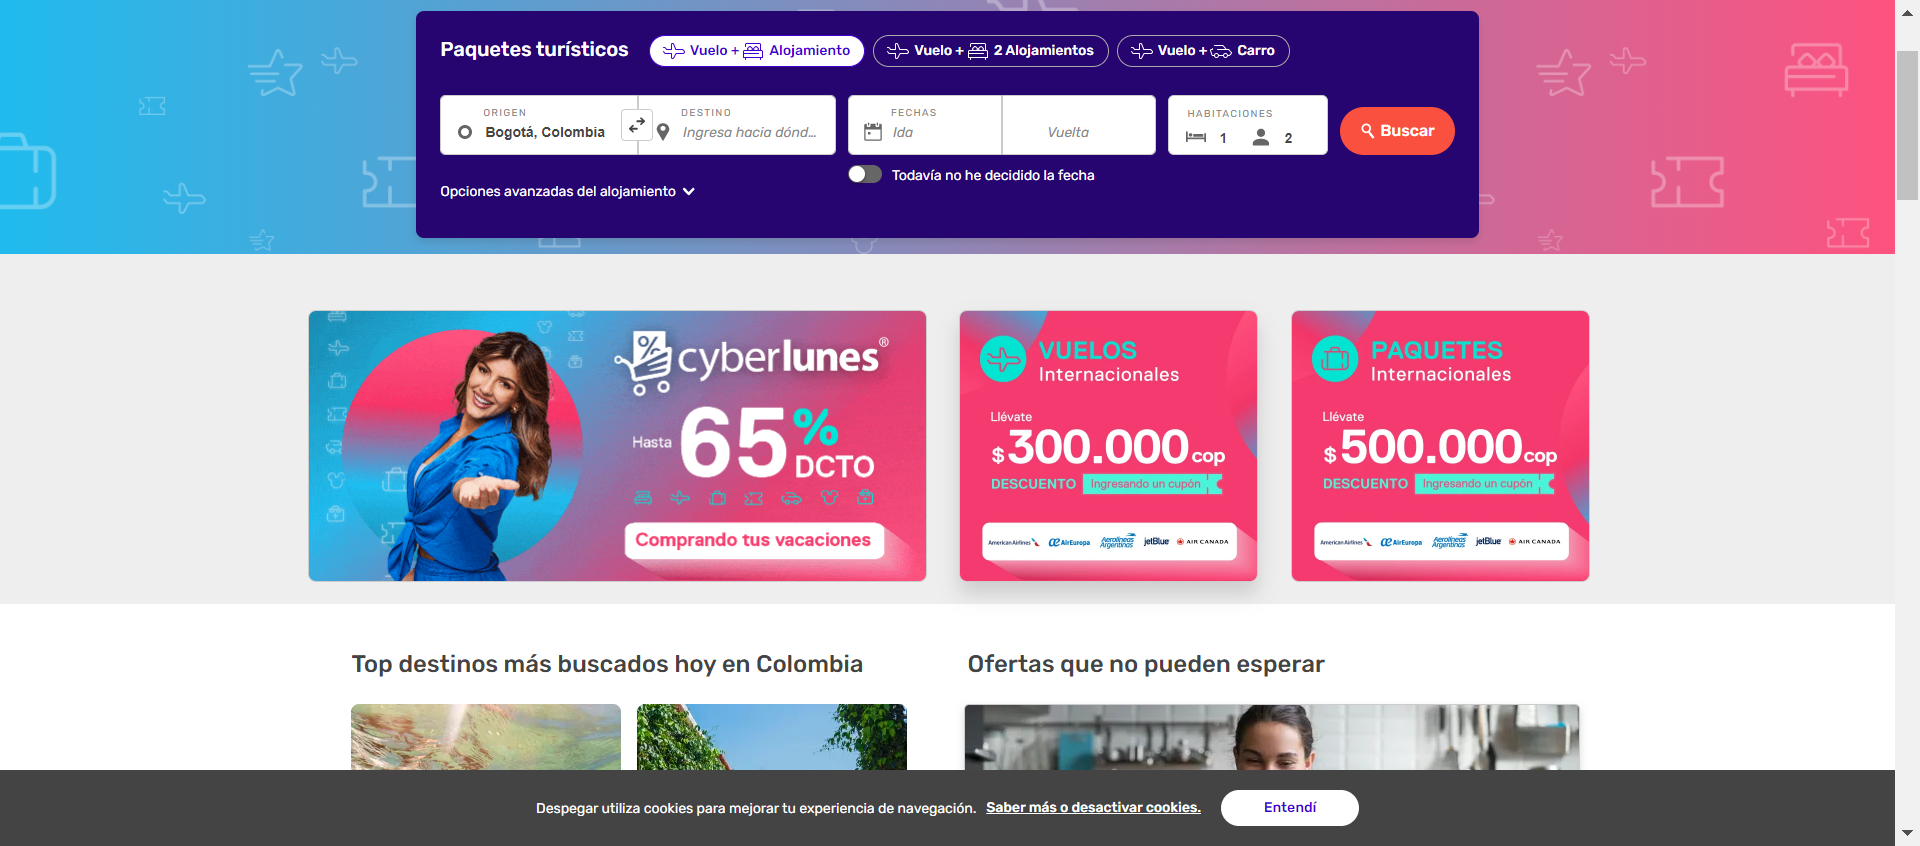 Paquetes turísticos
Vuelo + Alojamiento
Vuelo + 2 Alojamientos
Vuelo + Carro
ORIGEN
Bogotá, Colombia
DESTINO
Ingresa hacia dónd...
FECHAS
Ida
Vuelta
HABITACIONES
1
2
Buscar
Todavía no he decidido la fecha
Opciones avanzadas del alojamiento
%
cyberlunes®
Hasta
65%
DCTO
Comprando tus vacaciones
VUELOS
Internacionales
Llévate
$300.000cop
DESCUENTO Ingresando un cupón
American Airlines AirEuropa Aerolíneas Argentinas jetBlue AIR CANADA
PAQUETES
Internacionales
Llévate
$500.000cop
DESCUENTO Ingresando un cupón
American Airlines AirEuropa Aerolíneas Argentinas jetBlue AIR CANADA
Top destinos más buscados hoy en Colombia
Ofertas que no pueden esperar
Despegar utiliza cookies para mejorar tu experiencia de navegación. Saber más o desactivar cookies.
Entendí